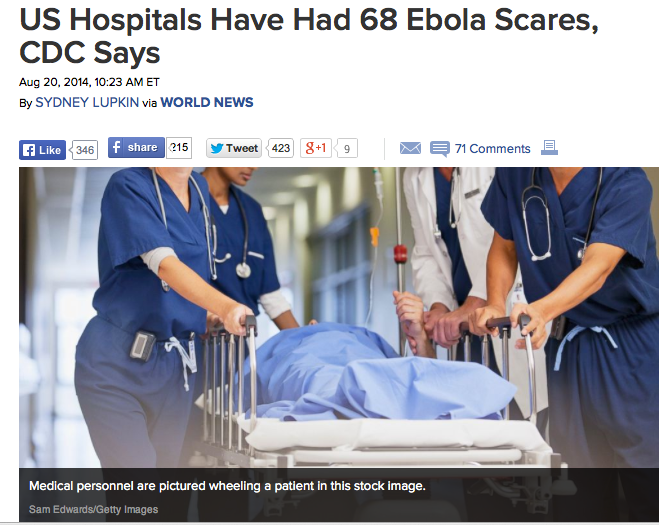 US Hospitals Have Had 68 Ebola Scares,
CDC Says
Aug 20, 2014, 10:23 AM ET
By SYDNEY LUPKIN via WORLD NEWS
f Like 346 f share 215 Tweet 423 g+1 9 71 Comments
Medical personnel are pictured wheeling a patient in this stock image.
Sam Edwards/Getty Images